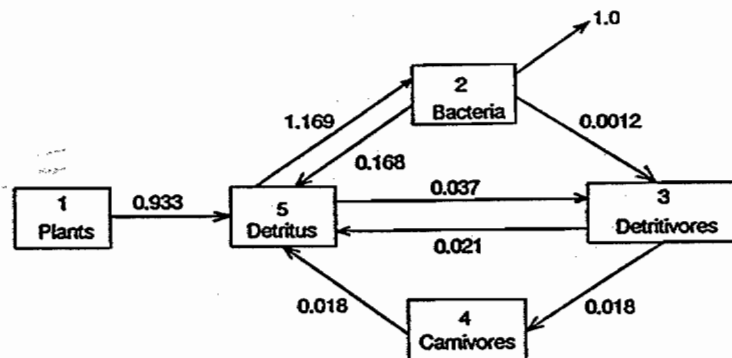 1.0
2
Bacteria
1.169
0.0012
0.168
1
Plants
0.933
5
Detritus
0.037
3
Detritivores
0.021
0.018
0.018
4
Carnivores